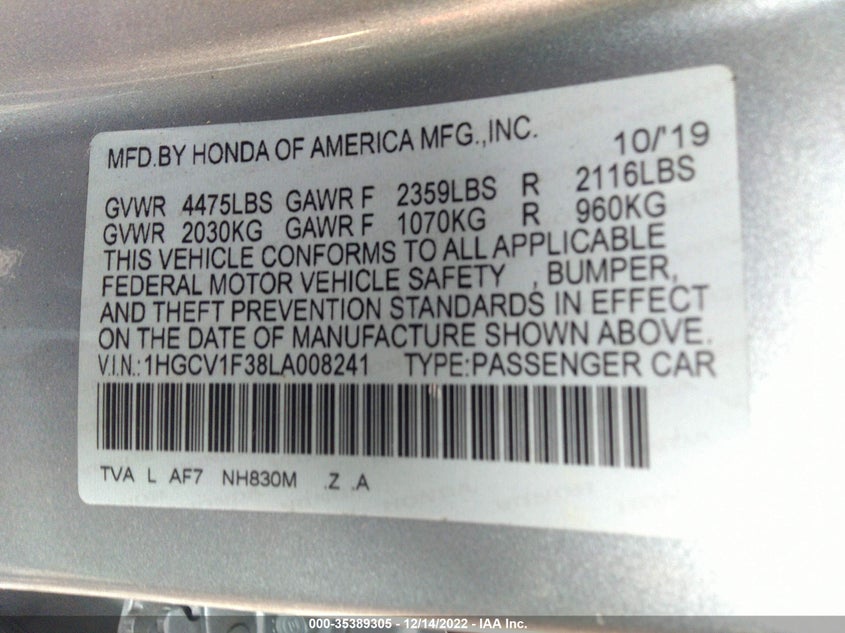 MFD.BY HONDA OF AMERICA MFG.,INC. 10/'19
GVWR 4475LBS GAWR F 2359LBS R 2116LBS
GVWR 2030KG GAWR F 1070KG R 960KG
THIS VEHICLE CONFORMS TO ALL APPLICABLE
FEDERAL MOTOR VEHICLE SAFETY , BUMPER,
AND THEFT PREVENTION STANDARDS IN EFFECT
ON THE DATE OF MANUFACTURE SHOWN ABOVE.
V.I.N.:1HGCV1F38LA008241 TYPE:PASSENGER CAR
TVA L AF7 NH830M .Z .A
000-35389305 - 12/14/2022 - IAA Inc.